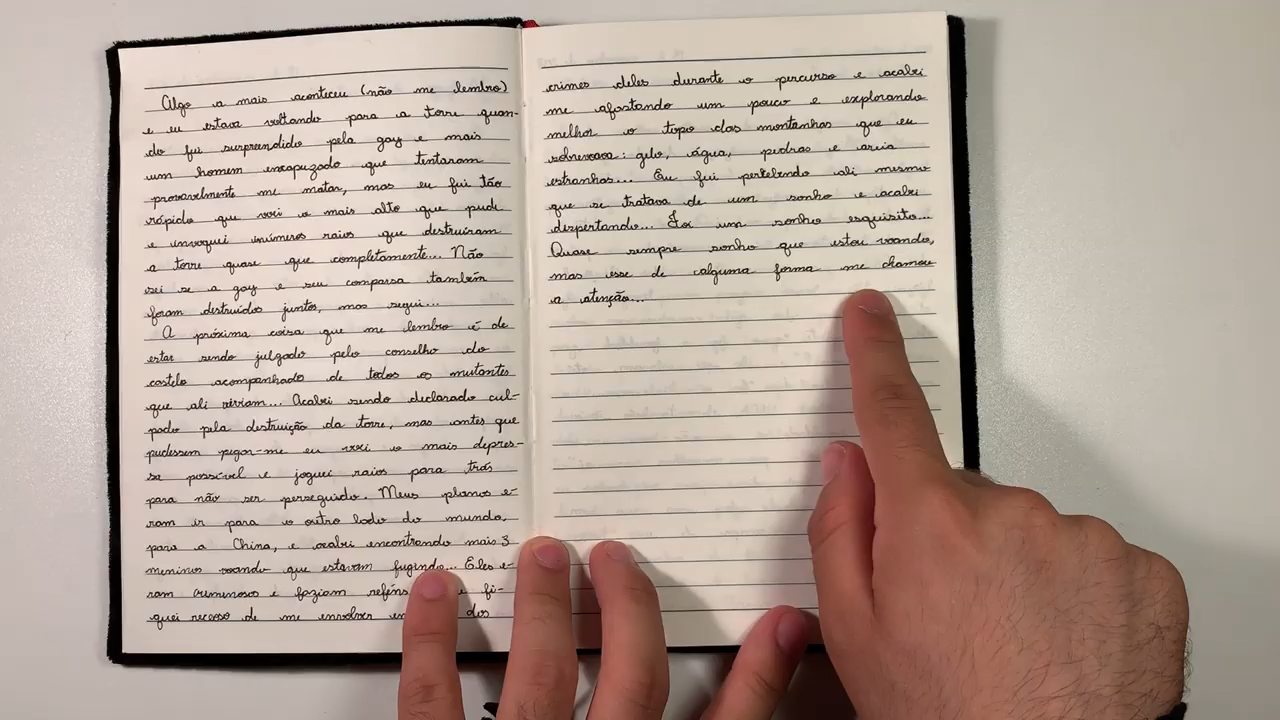 Algo a mais aconteceu (não me lembro)
e eu estava voltando para a torre quan-
do fui surpreendido pela gay e mais
um homem encapuzado que tentaram
provavelmente me matar, mas eu fui tão
rápido que voei o mais alto que pude
e invoquei inúmeros raios que destruíram
a torre quase que completamente... Não
sei se a gay e seu comparsa também
foram destruídos juntos, mas segui...
A próxima coisa que me lembro é de
estar sendo julgado pelo conselho do
castelo acompanhado de todos os mutantes
que ali viviam... Acabei sendo declarado cul-
pado pela destruição da torre, mas antes que
pudessem pegar-me eu voei o mais depres-
sa possível e joguei raios para trás
para não ser perseguido. Meus planos e-
ram ir para o outro lado do mundo,
para a China, e acabei encontrando mais 3
meninos voando que estavam fugindo... Eles e-
ram criminosos e faziam reféns e fi-
quei receoso de me envolver dos
crimes deles durante o percurso e acabei
me afastando um pouco e explorando
melhor o topo das montanhas que eu
sobrevoava: gelo, água, pedras e areia
estranhas... Eu fui percebendo ali mesmo
que se tratava de um sonho e acabei
despertando... Foi um sonho esquisito...
Quase sempre sonho que estou voando,
mas esse de alguma forma me chamou
a atenção...